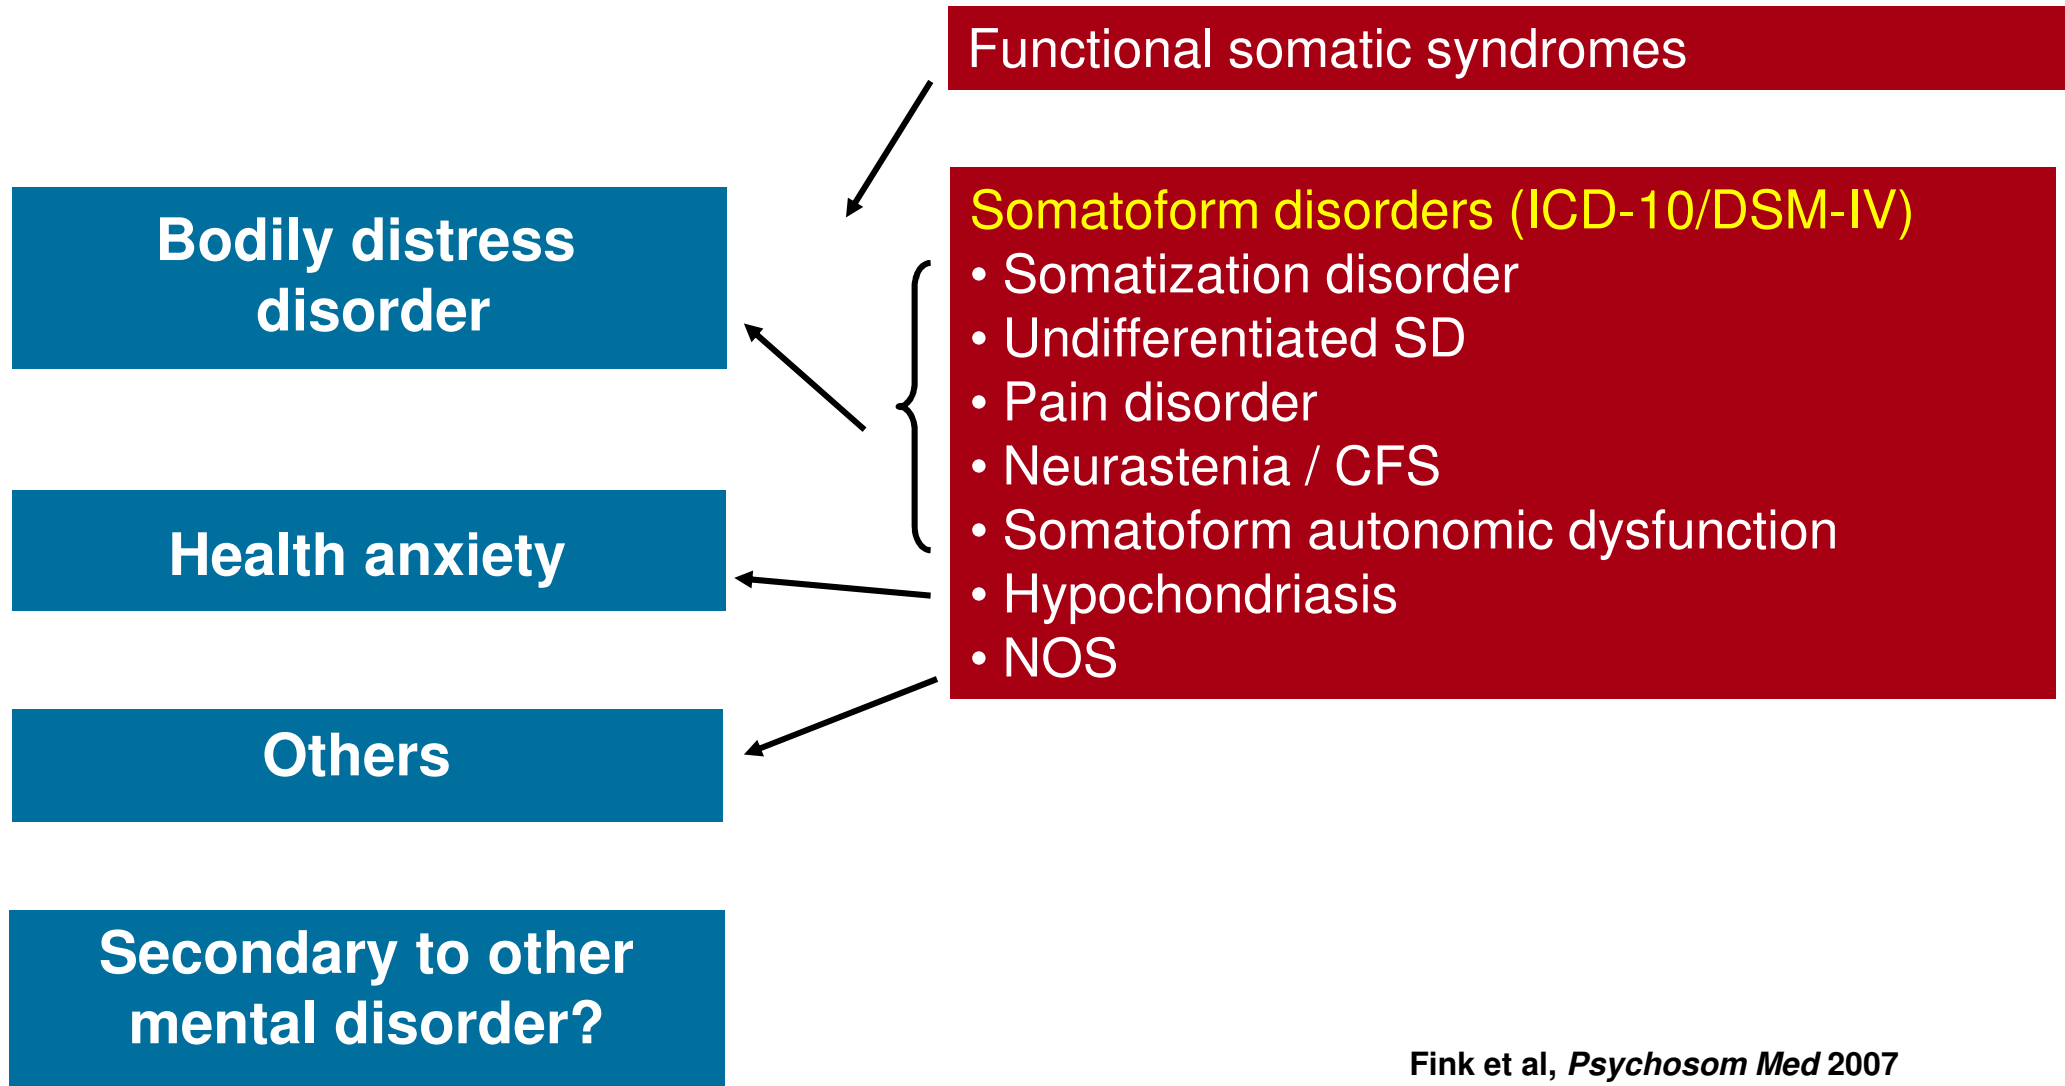 Functional somatic syndromes
Bodily distress
disorder
Health anxiety
Others
Secondary to other
mental disorder?
Somatoform disorders (ICD-10/DSM-IV)
• Somatization disorder
• Undifferentiated SD
• Pain disorder
• Neurastenia / CFS
• Somatoform autonomic dysfunction
• Hypochondriasis
• NOS
Fink et al, Psychosom Med 2007